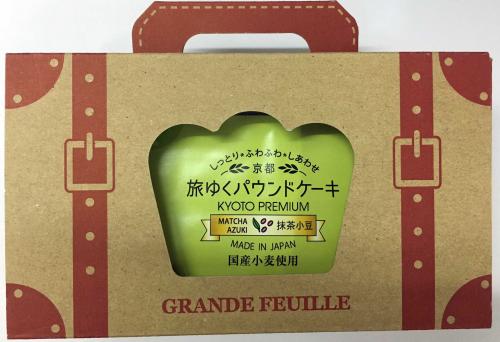 しっとり*ふわふわ*しあわせ
京都
旅ゆくパウンドケーキ
KYOTO PREMIUM
MATCHA
AZUKI
抹茶小豆
MADE IN JAPAN
国産小麦使用
GRANDE FEUILLE